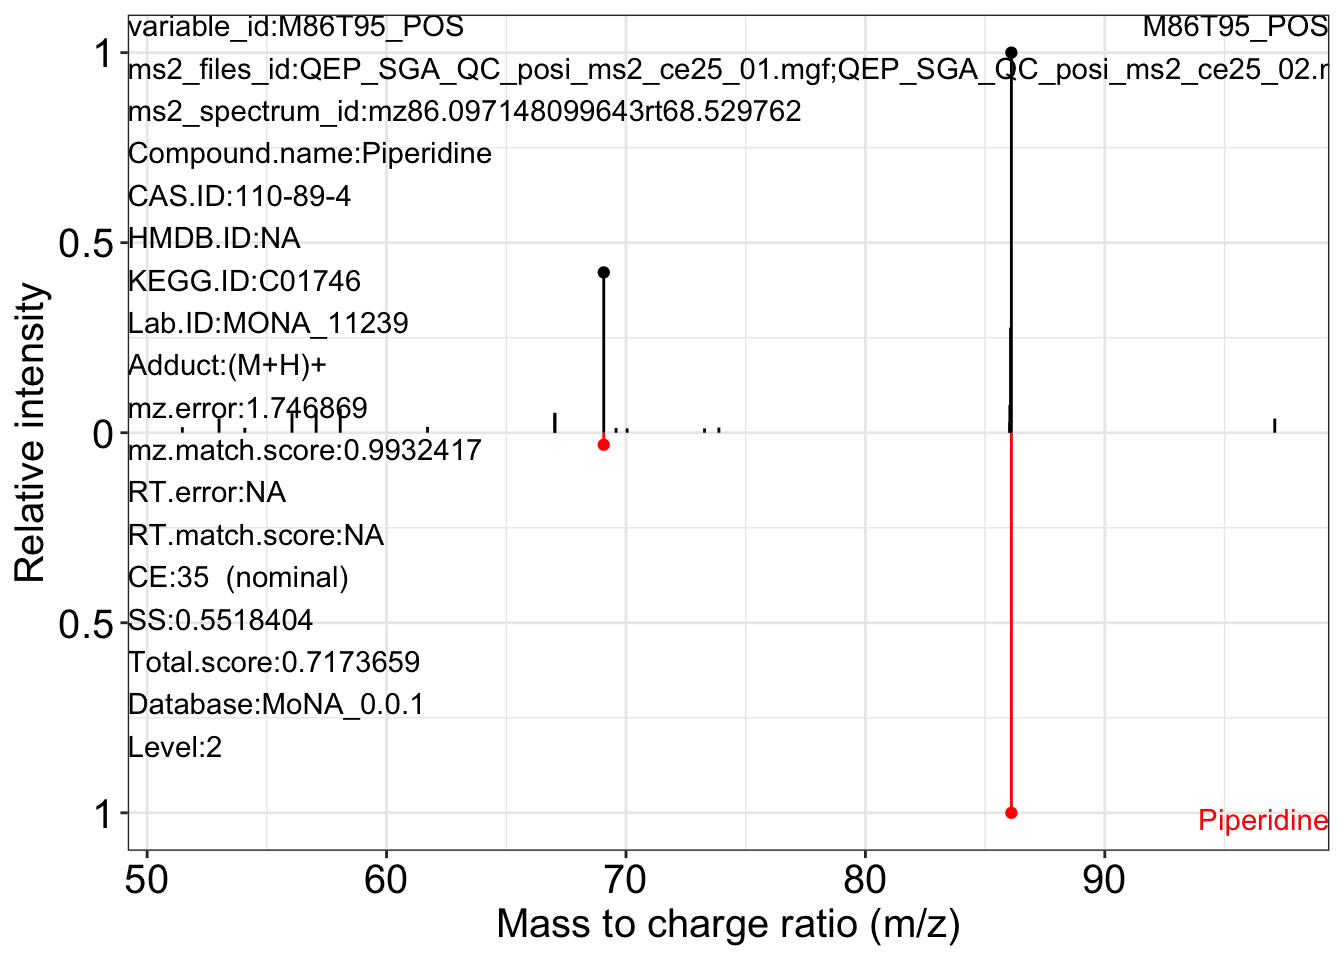 variable_id:M86T95_POS
M86T95_POS
ms2_files_id:QEP_SGA_QC_posi_ms2_ce25_01.mgf;QEP_SGA_QC_posi_ms2_ce25_02.r
ms2_spectrum_id:mz86.097148099643rt68.529762
Compound.name:Piperidine
CAS.ID:110-89-4
HMDB.ID:NA
KEGG.ID:C01746
Lab.ID:MONA_11239
Adduct:(M+H)+
mz.error:1.746869
mz.match.score:0.9932417
RT.error:NA
RT.match.score:NA
CE:35  (nominal)
SS:0.5518404
Total.score:0.7173659
Database:MoNA_0.0.1
Level:2
Piperidine
1
0.5
0
0.5
1
Relative intensity
50 60 70 80 90
Mass to charge ratio (m/z)